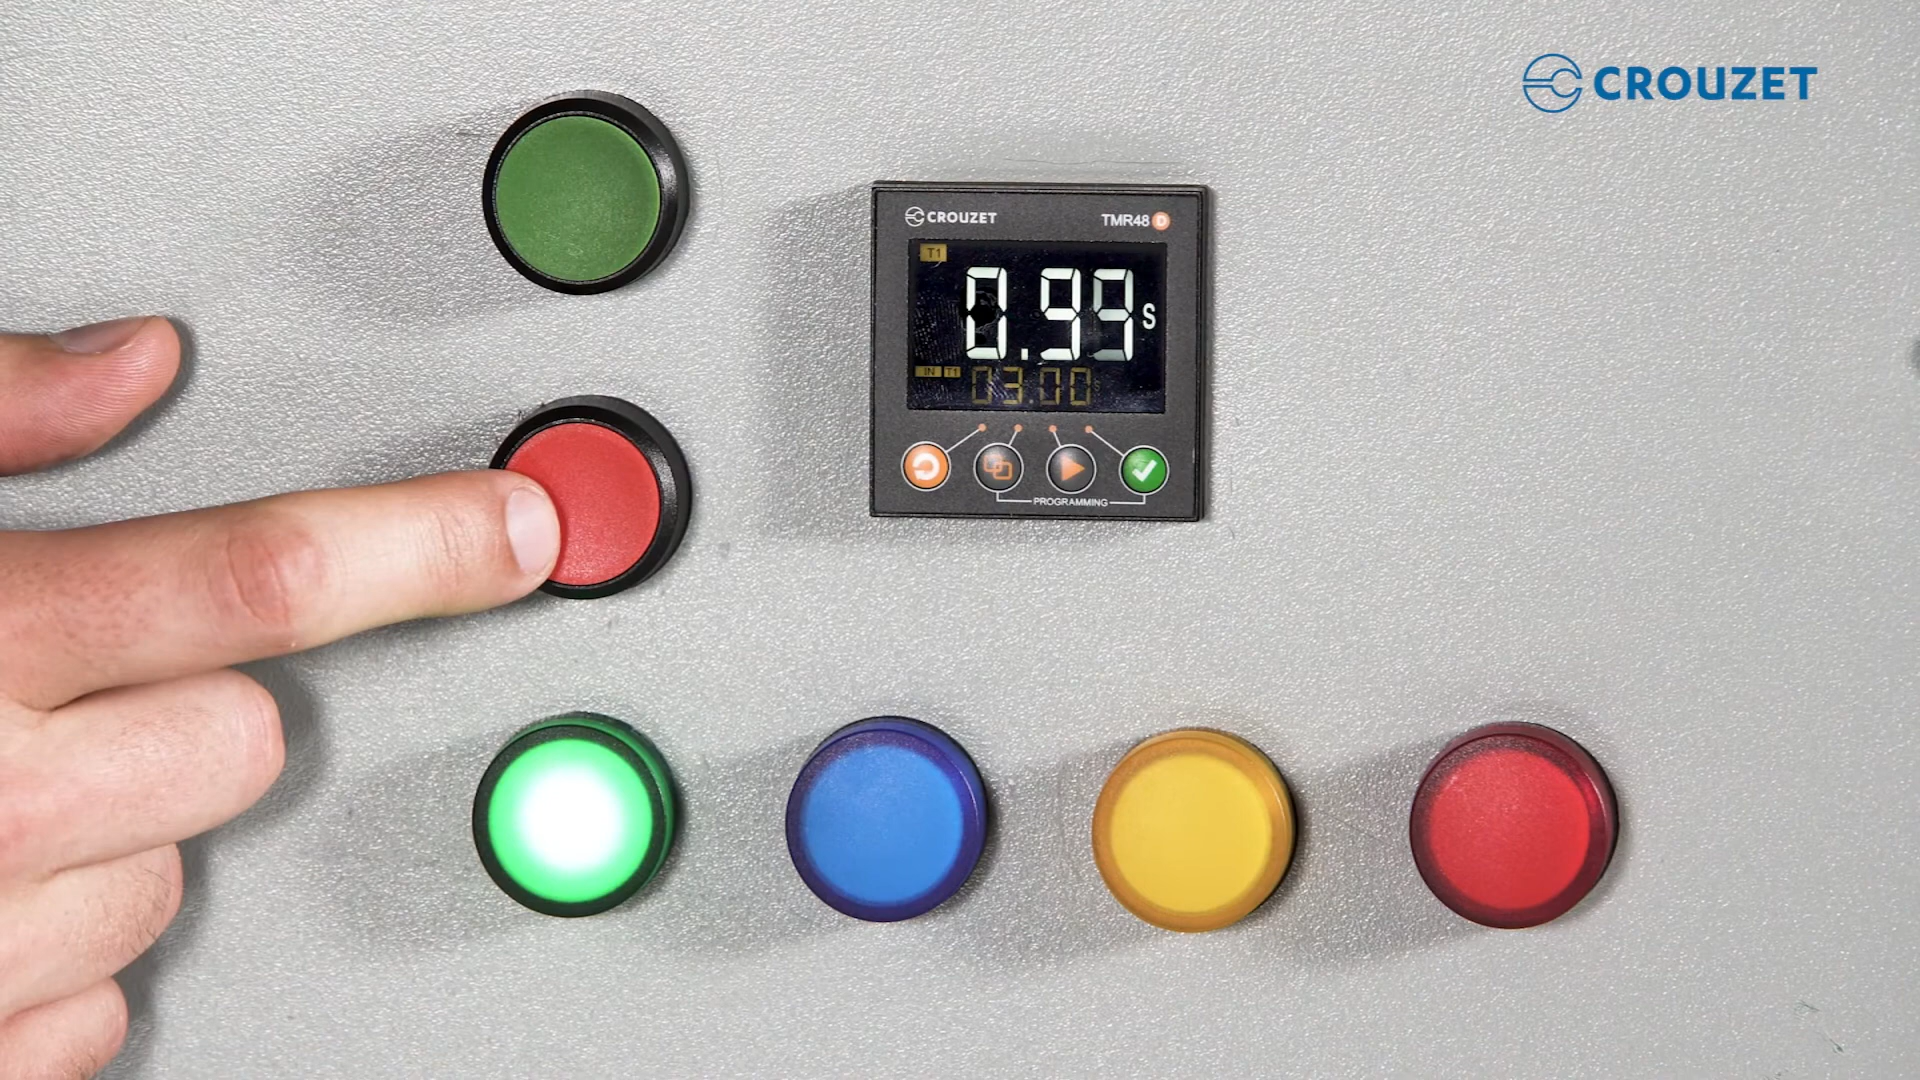 CROUZET
CROUZET
TMR48 D
T1
0.99 S
IN T1 03.00 S
PROGRAMMING